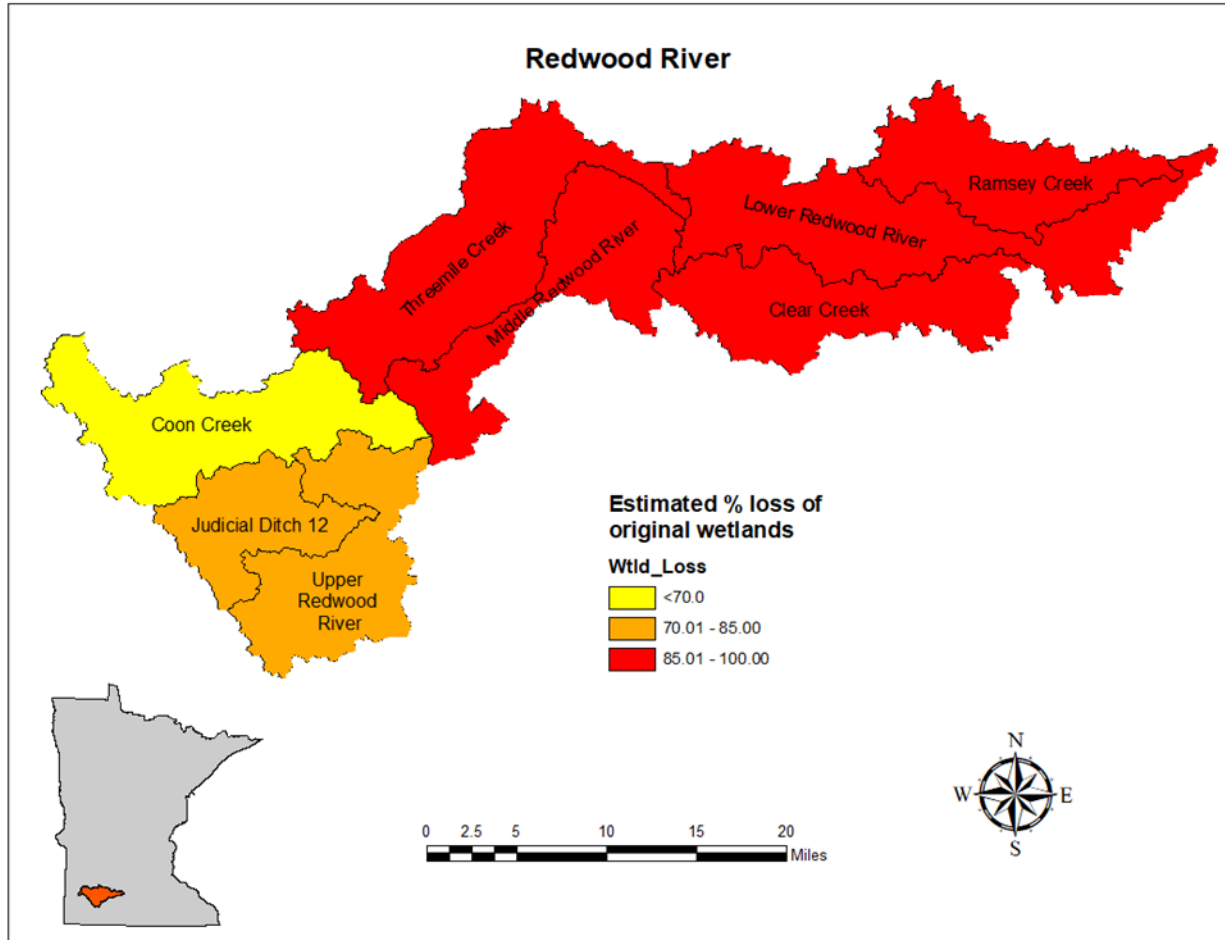 Redwood River
Ramsey Creek
Lower Redwood River
Threemile Creek
Middle Redwood River
Clear Creek
Coon Creek
Judicial Ditch 12
Upper
Redwood
River
Estimated % loss of
original wetlands
Wtld_Loss
<70.0
70.01 - 85.00
85.01 - 100.00
N
W E
S
0 2.5 5 10 15 20
Miles